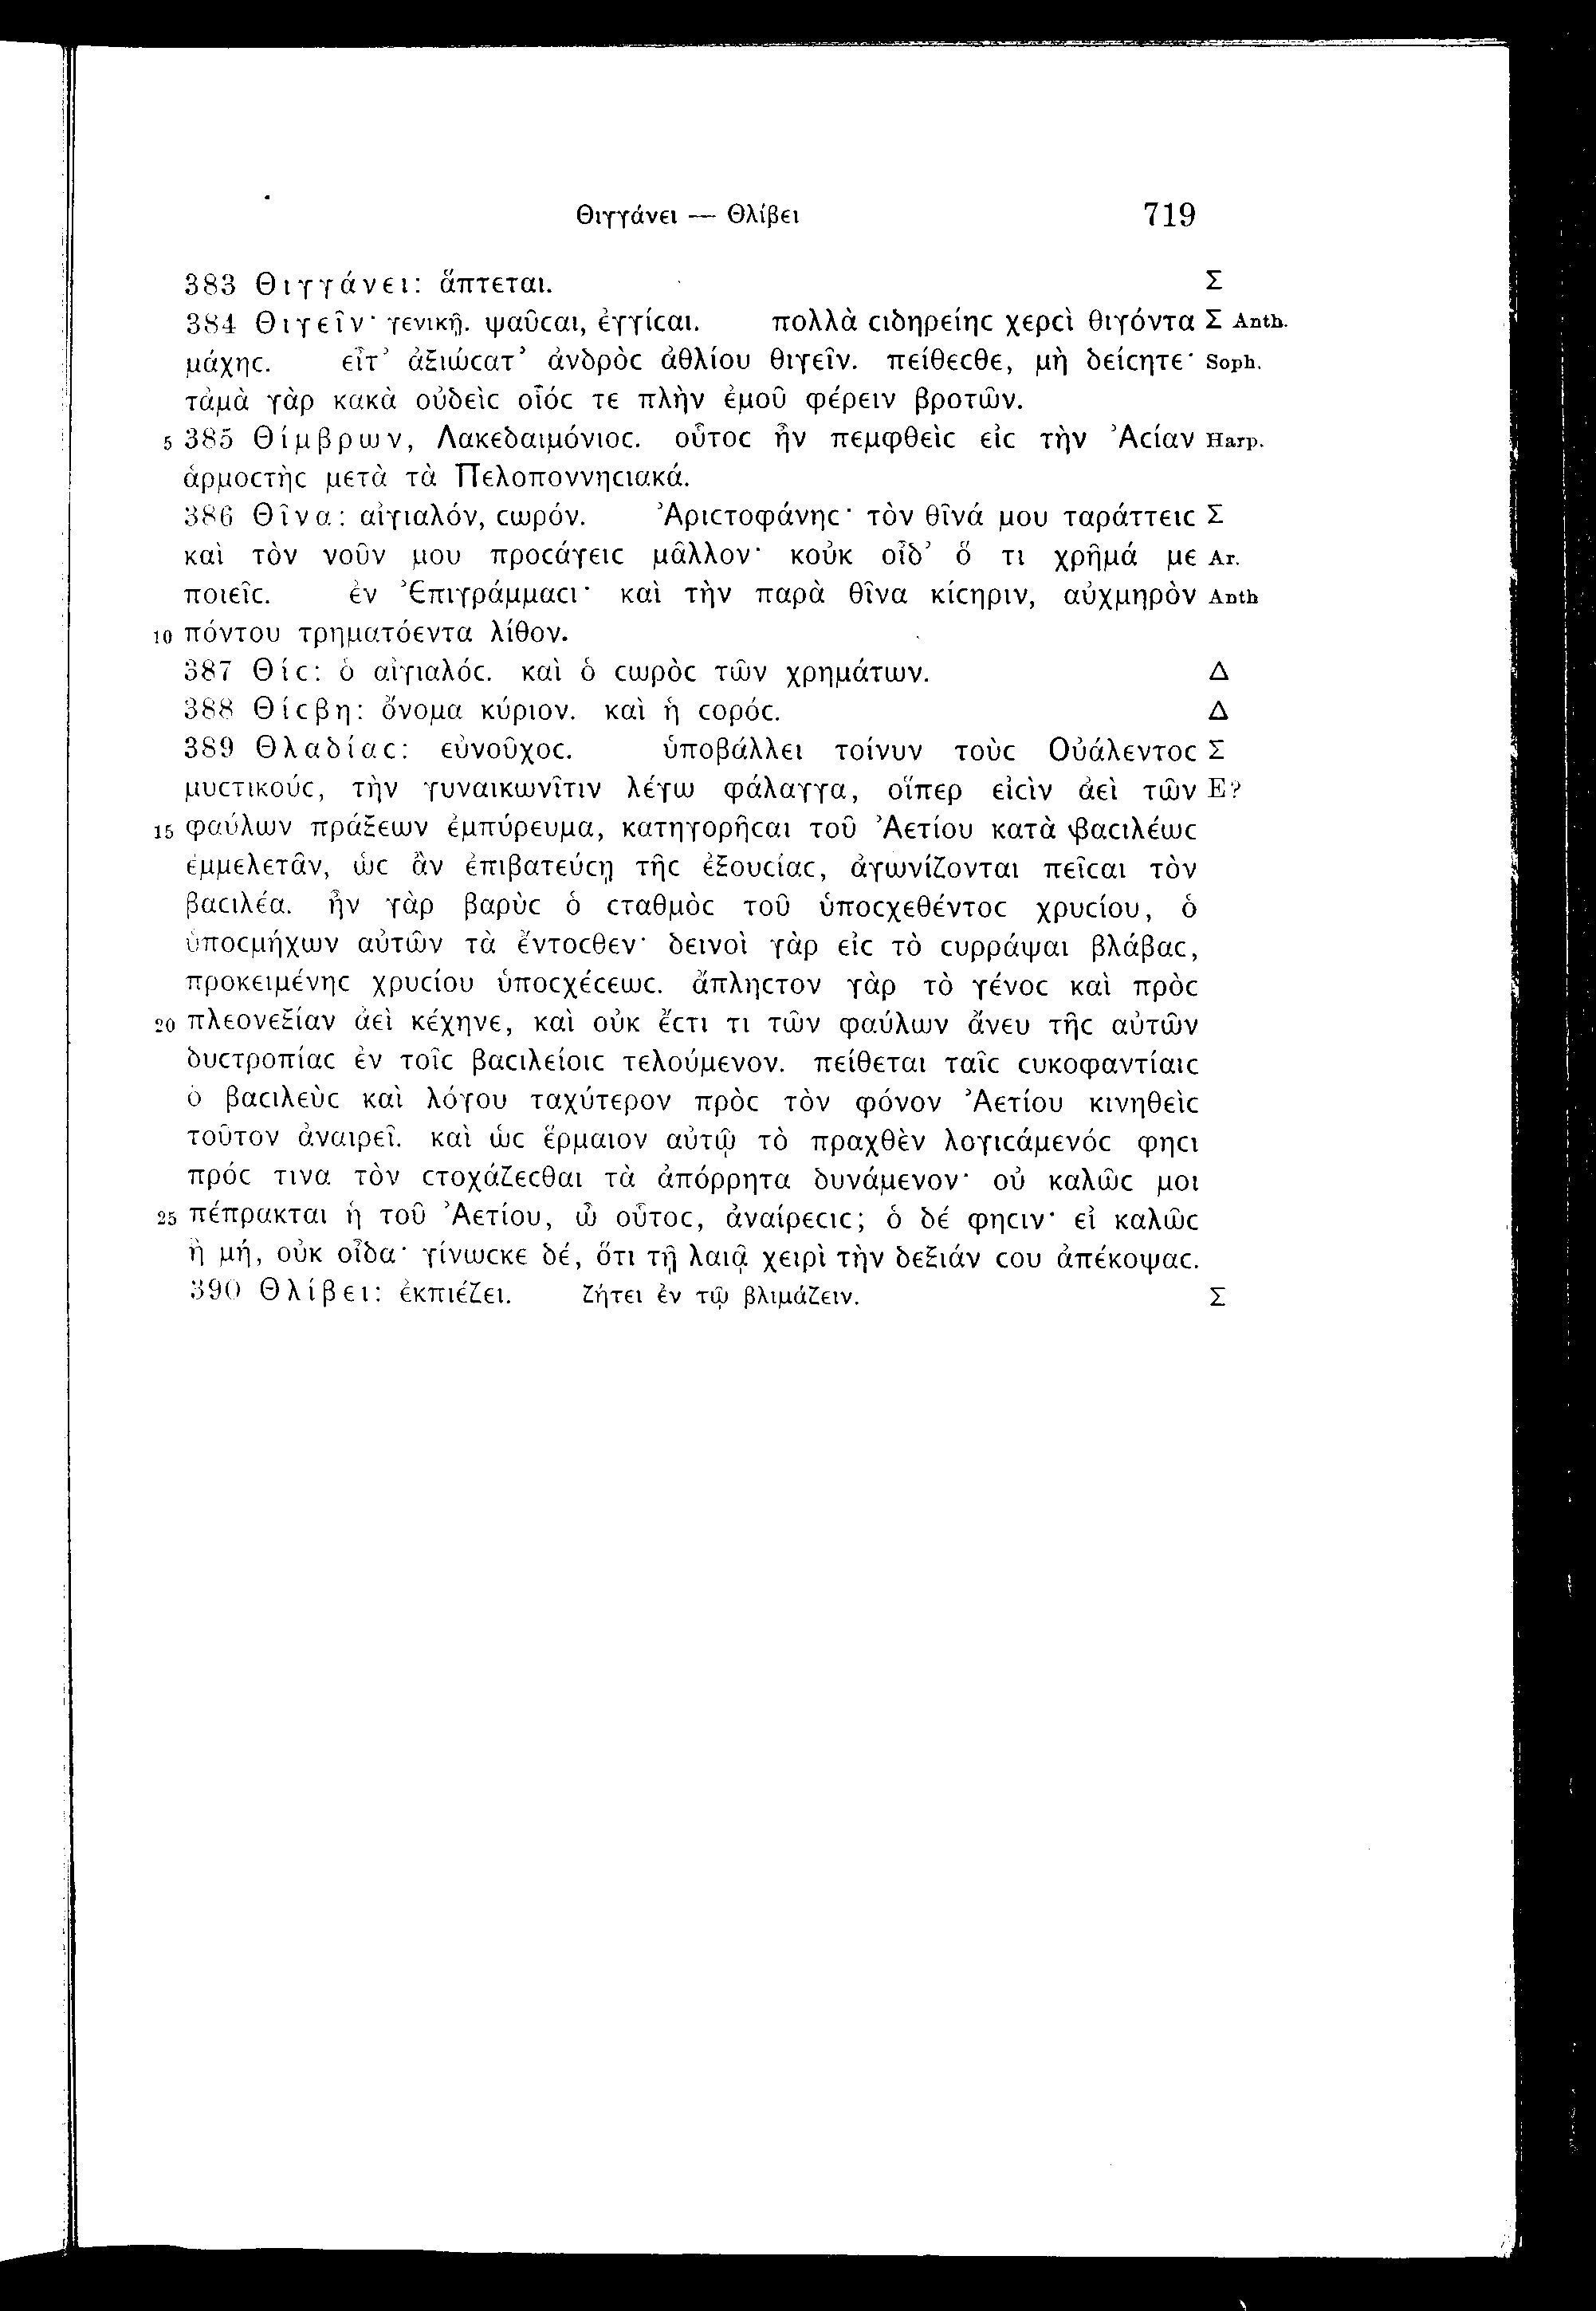 Θιγγάνει — Θλίβει 719
383 Θιγγάνει: ἅπτεται. Σ
384 Θιγεῖν· γενικῇ. ψαῦϲαι, ἐγγίϲαι. πολλὰ ϲιδηρείηϲ χερϲὶ θιγόντα Σ Anth.
μάχηϲ. εἶτ’ ἀξιώϲατ’ ἀνδρὸϲ ἀθλίου θιγεῖν. πείθεϲθε, μὴ δείϲητε· Soph.
τἀμὰ γὰρ κακὰ οὐδεὶϲ οἷόϲ τε πλὴν ἐμοῦ φέρειν βροτῶν.
5 385 Θίμβρων, Λακεδαιμόνιοϲ. οὗτοϲ ἦν πεμφθεὶϲ εἰϲ τὴν Ἀϲίαν Harp.
ἁρμοϲτὴϲ μετὰ τὰ Πελοποννηϲιακά.
386 Θῖνα: αἰγιαλόν, ϲωρόν. Ἀριϲτοφάνηϲ· τὸν θῖνά μου ταράττειϲ Σ
καὶ τὸν νοῦν μου προϲάγειϲ μᾶλλον· κοὐκ οἶδ’ ὅ τι χρῆμά με Ar.
ποιεῖϲ. ἐν Ἐπιγράμμαϲι· καὶ τὴν παρὰ θῖνα κίϲηριν, αὐχμηρὸν Anth
10 πόντου τρηματόεντα λίθον.
387 Θίϲ: ὁ αἰγιαλόϲ. καὶ ὁ ϲωρὸϲ τῶν χρημάτων. Δ
388 Θίϲβη: ὄνομα κύριον. καὶ ἡ ϲορόϲ. Δ
389 Θλαδίαϲ: εὐνοῦχοϲ. ὑποβάλλει τοίνυν τοὺϲ Οὐάλεντοϲ Σ
μυϲτικούϲ, τὴν γυναικωνῖτιν λέγω φάλαγγα, οἵπερ εἰϲὶν ἀεὶ τῶν E?
15 φαύλων πράξεων ἐμπύρευμα, κατηγορῆϲαι τοῦ Ἀετίου κατὰ βαϲιλέωϲ
ἐμμελετᾶν, ὡϲ ἂν ἐπιβατεύϲῃ τῆϲ ἐξουϲίαϲ, ἀγωνίζονται πεῖϲαι τὸν
βαϲιλέα. ἦν γὰρ βαρὺϲ ὁ ϲταθμὸϲ τοῦ ὑποϲχεθέντοϲ χρυϲίου, ὁ
ὑποϲμήχων αὐτῶν τὰ ἔντοϲθεν· δεινοὶ γὰρ εἰϲ τὸ ϲυρράψαι βλάβαϲ,
προκειμένηϲ χρυϲίου ὑποϲχέϲεωϲ. ἄπληϲτον γὰρ τὸ γένοϲ καὶ πρὸϲ
20 πλεονεξίαν ἀεὶ κέχηνε, καὶ οὐκ ἔϲτι τι τῶν φαύλων ἄνευ τῆϲ αὐτῶν
δυϲτροπίαϲ ἐν τοῖϲ βαϲιλείοιϲ τελούμενον. πείθεται ταῖϲ ϲυκοφαντίαιϲ
ὁ βαϲιλεὺϲ καὶ λόγου ταχύτερον πρὸϲ τὸν φόνον Ἀετίου κινηθεὶϲ
τοῦτον ἀναιρεῖ. καὶ ὡϲ ἕρμαιον αὐτῷ τὸ πραχθὲν λογιϲάμενόϲ φηϲι
πρόϲ τινα τὸν ϲτοχάζεϲθαι τὰ ἀπόρρητα δυνάμενον· οὐ καλῶϲ μοι
25 πέπρακται ἡ τοῦ Ἀετίου, ὦ οὗτοϲ, ἀναίρεϲιϲ; ὁ δέ φηϲιν· εἰ καλῶϲ
ἢ μή, οὐκ οἶδα· γίνωϲκε δέ, ὅτι τῇ λαιᾷ χειρὶ τὴν δεξιάν ϲου ἀπέκοψαϲ.
390 Θλίβει: ἐκπιέζει. ζήτει ἐν τῷ βλιμάζειν. Σ